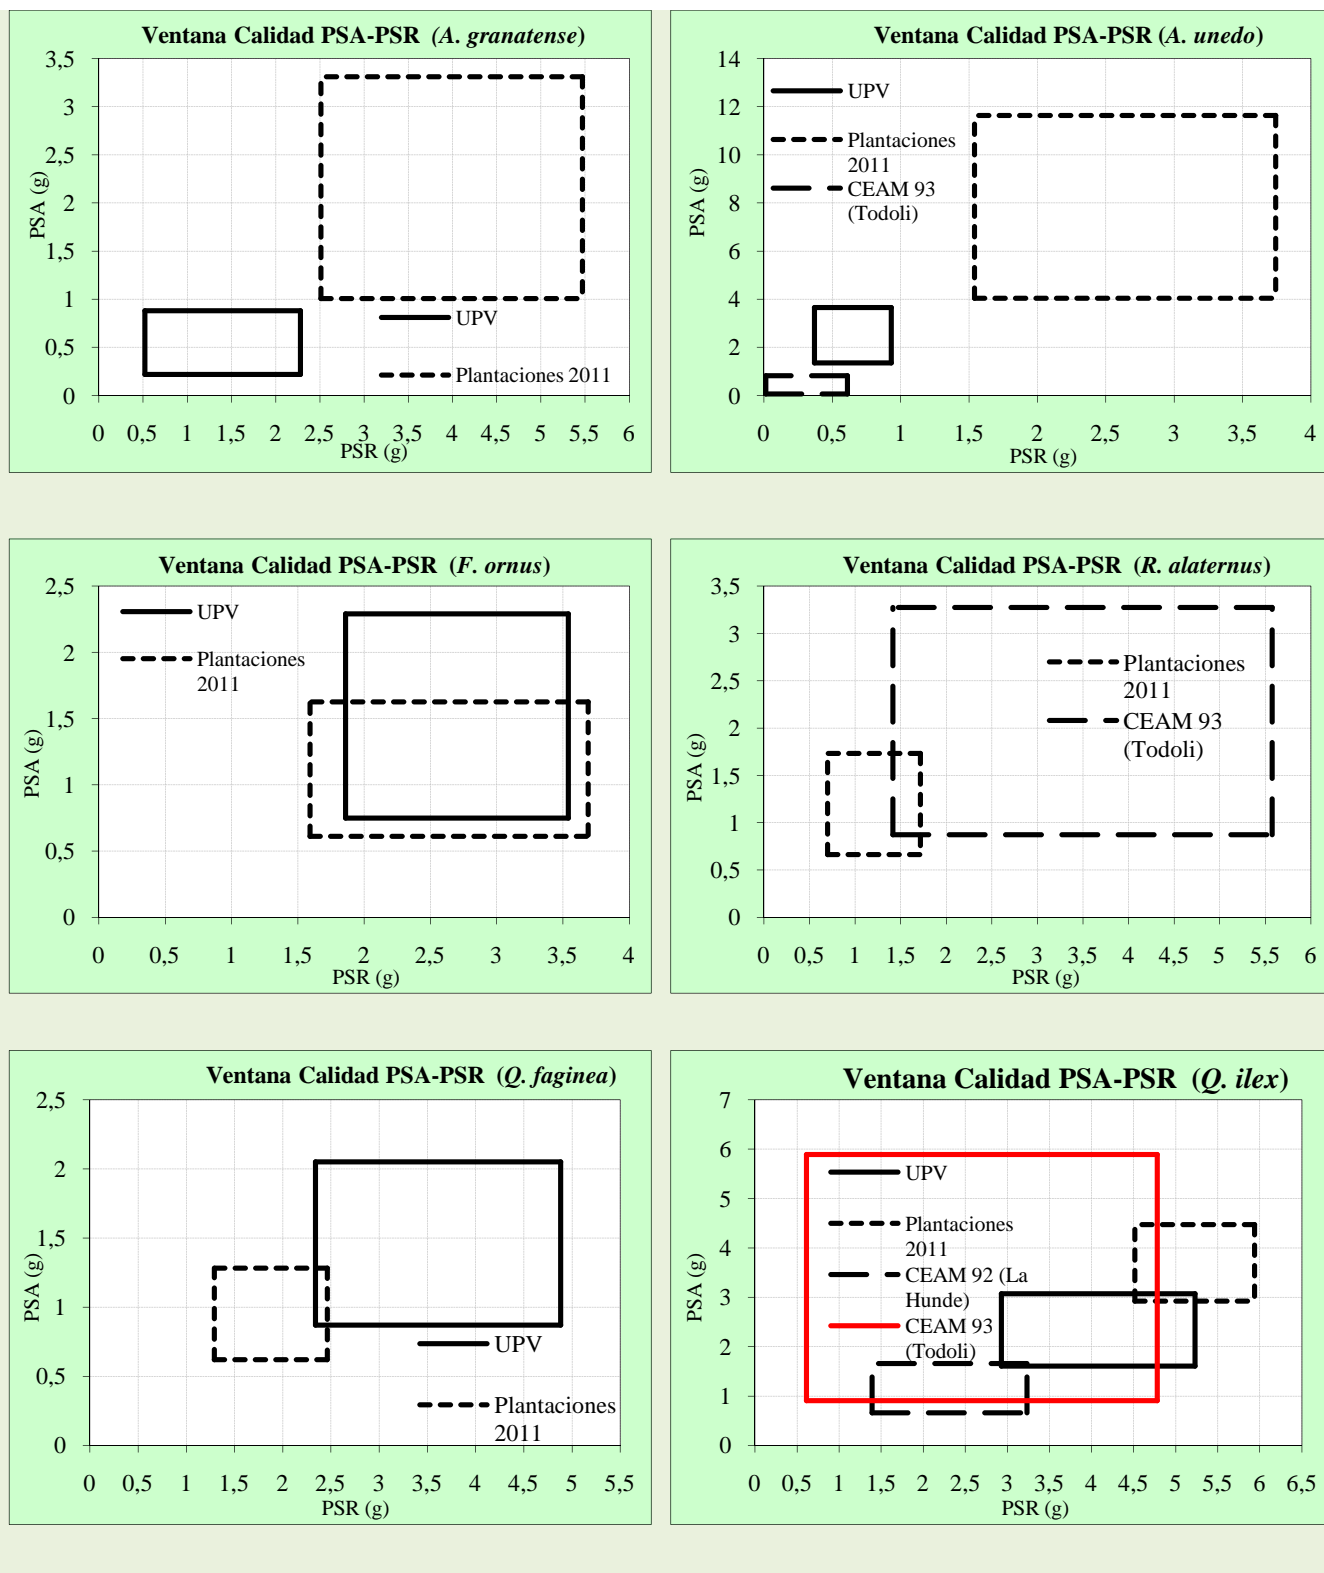 Ventana Calidad PSA-PSR (A. granatense)
3,5
3
2,5
2
1,5
1
0,5
0
PSA (g)
UPV
Plantaciones 2011
0 0,5 1 1,5 2 2,5 3 3,5 4 4,5 5 5,5 6
PSR (g)
Ventana Calidad PSA-PSR (A. unedo)
14
12
10
8
6
4
2
0
PSA (g)
UPV
Plantaciones
2011
CEAM 93
(Todoli)
0 0,5 1 1,5 2 2,5 3 3,5 4
PSR (g)
Ventana Calidad PSA-PSR (F. ornus)
2,5
2
1,5
1
0,5
0
PSA (g)
UPV
Plantaciones
2011
0 0,5 1 1,5 2 2,5 3 3,5 4
PSR (g)
Ventana Calidad PSA-PSR (R. alaternus)
3,5
3
2,5
2
1,5
1
0,5
0
PSA (g)
Plantaciones
2011
CEAM 93
(Todoli)
0 0,5 1 1,5 2 2,5 3 3,5 4 4,5 5 5,5 6
PSR (g)
Ventana Calidad PSA-PSR (Q. faginea)
2,5
2
1,5
1
0,5
0
PSA (g)
UPV
Plantaciones
2011
0 0,5 1 1,5 2 2,5 3 3,5 4 4,5 5 5,5
PSR (g)
Ventana Calidad PSA-PSR (Q. ilex)
7
6
5
4
3
2
1
0
PSA (g)
UPV
Plantaciones
2011
CEAM 92 (La
Hunde)
CEAM 93
(Todoli)
0 0,5 1 1,5 2 2,5 3 3,5 4 4,5 5 5,5 6 6,5
PSR (g)